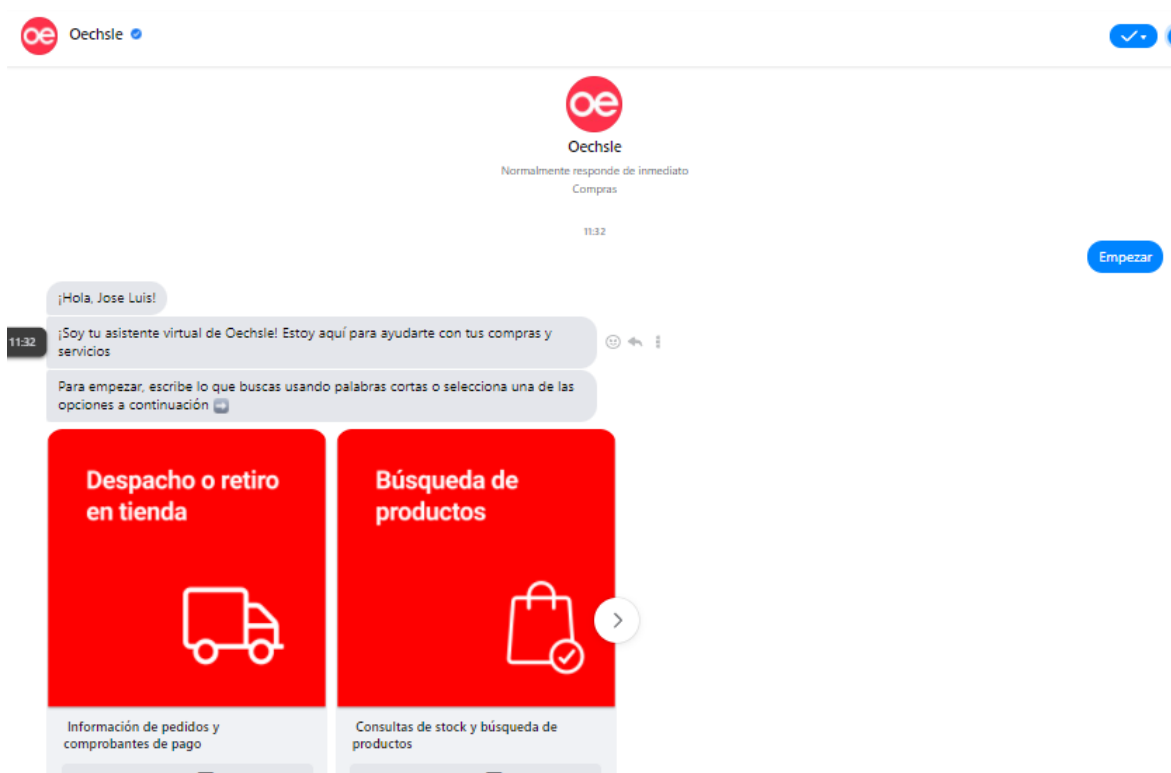 oe
Oechsle
oe
Oechsle
Normalmente responde de inmediato
Compras
11:32
Empezar
¡Hola, Jose Luis!
11:32
¡Soy tu asistente virtual de Oechsle! Estoy aquí para ayudarte con tus compras y
servicios
Para empezar, escribe lo que buscas usando palabras cortas o selecciona una de las
opciones a continuación ➡️
Despacho o retiro
en tienda
Búsqueda de
productos
Información de pedidos y
comprobantes de pago
Consultas de stock y búsqueda de
productos